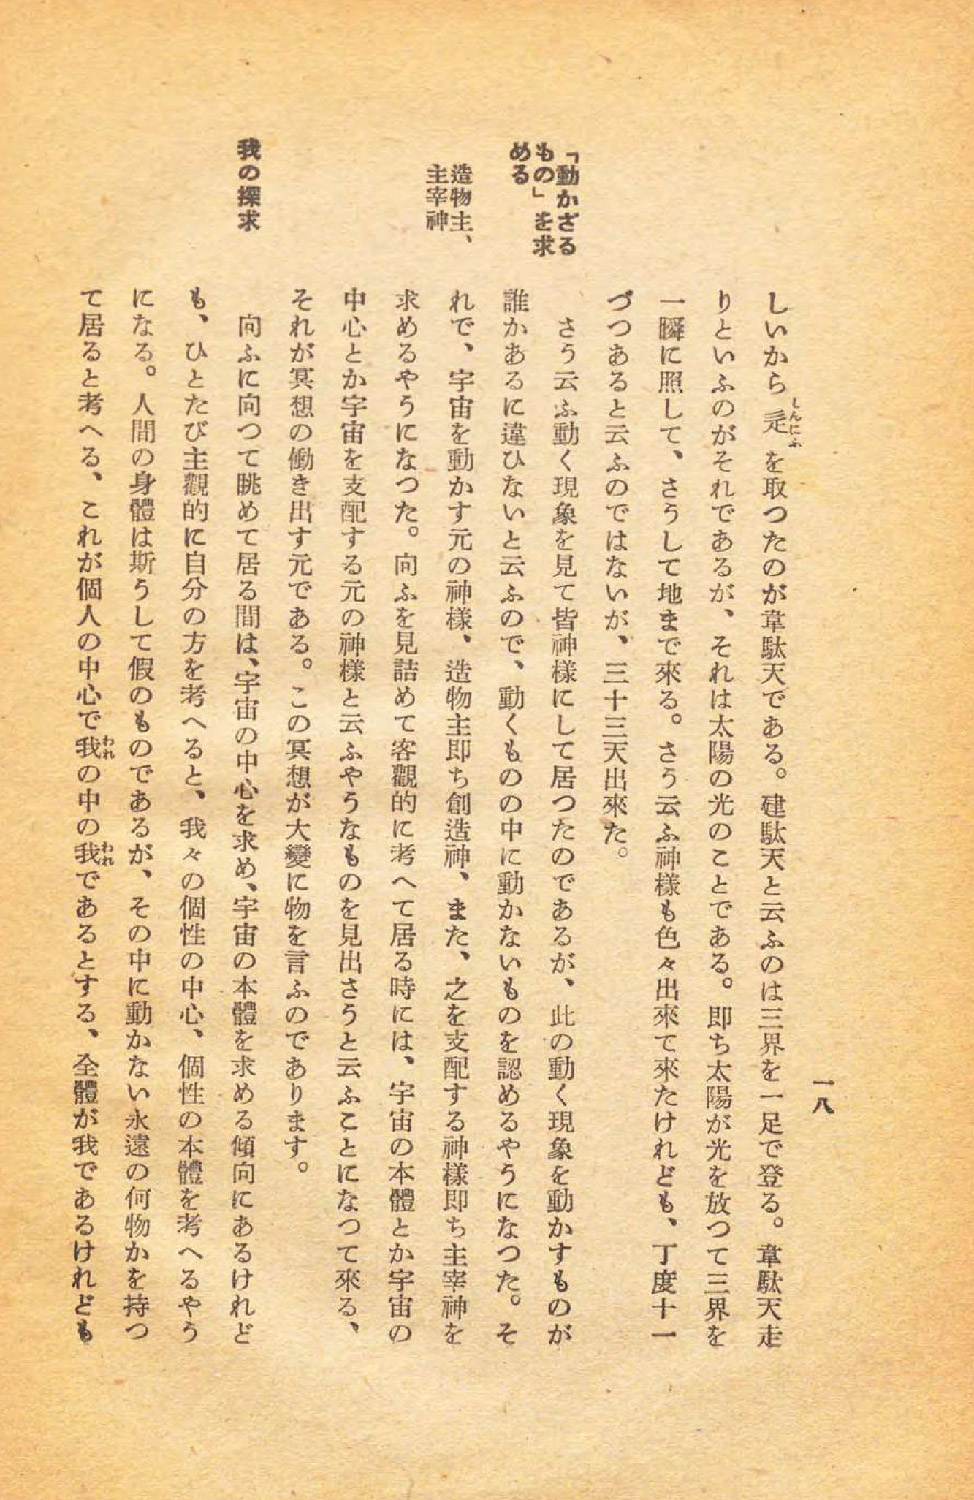 一八
しいから辵を取つたのが韋駄天である。建駄天と云ふのは三界を一足で登る。韋駄天走
しんにふ
りといふのがそれであるが、それは太陽の光のことである。即ち太陽が光を放つて三界を
一瞬に照して、さうして地まで來る。さう云ふ神様も色々出來て來たけれども、丁度十一
づつあると云ふのではないが、三十三天出來た。
「動かざる
もの」を求
める
さう云ふ動く現象を見て皆神様にして居つたのであるが、此の動く現象を動かすものが
誰かあるに違ひないと云ふので、動くものの中に動かないものを認めるやうになつた。そ
造物主、
主宰神
れで、宇宙を動かす元の神様、造物主即ち創造神、また、之を支配する神様即ち主宰神を
求めるやうになつた。向ふを見詰めて客觀的に考へて居る時には、宇宙の本體とか宇宙の
中心とか宇宙を支配する元の神様と云ふやうなものを見出さうと云ふことになつて來る、
それが冥想の働き出す元である。この冥想が大變に物を言ふのであります。
我の探求
向ふに向つて眺めて居る間は、宇宙の中心を求め、宇宙の本體を求める傾向にあるけれど
も、ひとたび主觀的に自分の方を考へると、我々の個性の中心、個性の本體を考へるやう
になる。人間の身體は斯うして假のものであるが、その中に動かない永遠の何物かを持つ
て居ると考へる、これが個人の中心で我の中の我であるとする、全體が我であるけれども
われ
われ